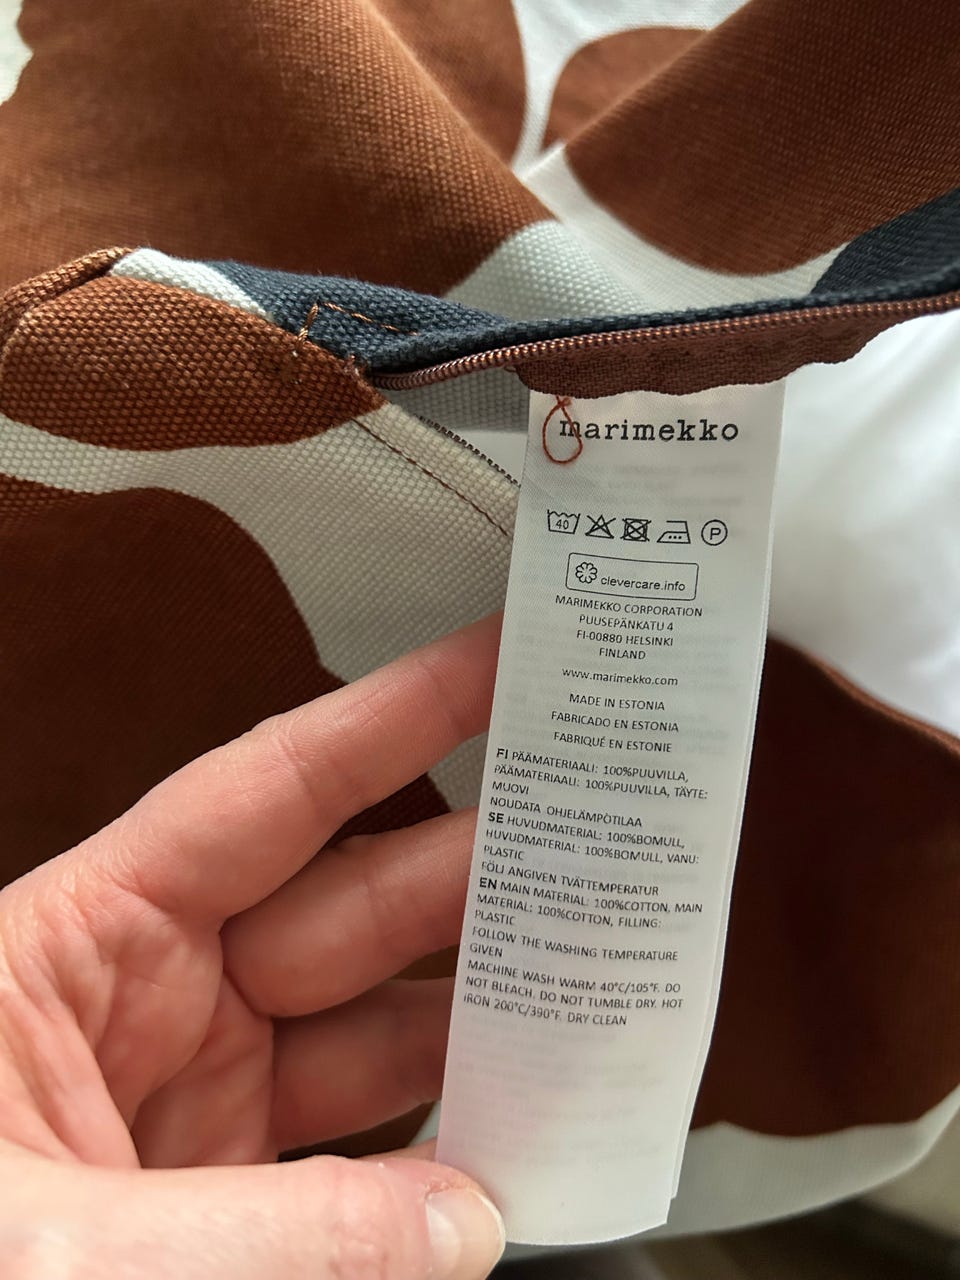 marimekko
40
P
clevercare.info
MARIMEKKO CORPORATION
PUUSEPÄNKATU 4
FI-00880 HELSINKI
FINLAND
www.marimekko.com
MADE IN ESTONIA
FABRICADO EN ESTONIA
FABRIQUÉ EN ESTONIE
FI PÄÄMATERIAALI: 100%PUUVILLA,
PÄÄMATERIAALI: 100%PUUVILLA, TÄYTE:
MUOVI
NOUDATA OHJELÄMPÖTILAA
SE HUVUDMATERIAL: 100%BOMULL,
HUVUDMATERIAL: 100%BOMULL, VANU:
PLASTIC
FÖLJ ANGIVEN TVÄTTEMPERATUR
EN MAIN MATERIAL: 100%COTTON, MAIN
MATERIAL: 100%COTTON, FILLING:
PLASTIC
FOLLOW THE WASHING TEMPERATURE
GIVEN
MACHINE WASH WARM 40°C/105°F. DO
NOT BLEACH. DO NOT TUMBLE DRY. HOT
IRON 200°C/390°F. DRY CLEAN